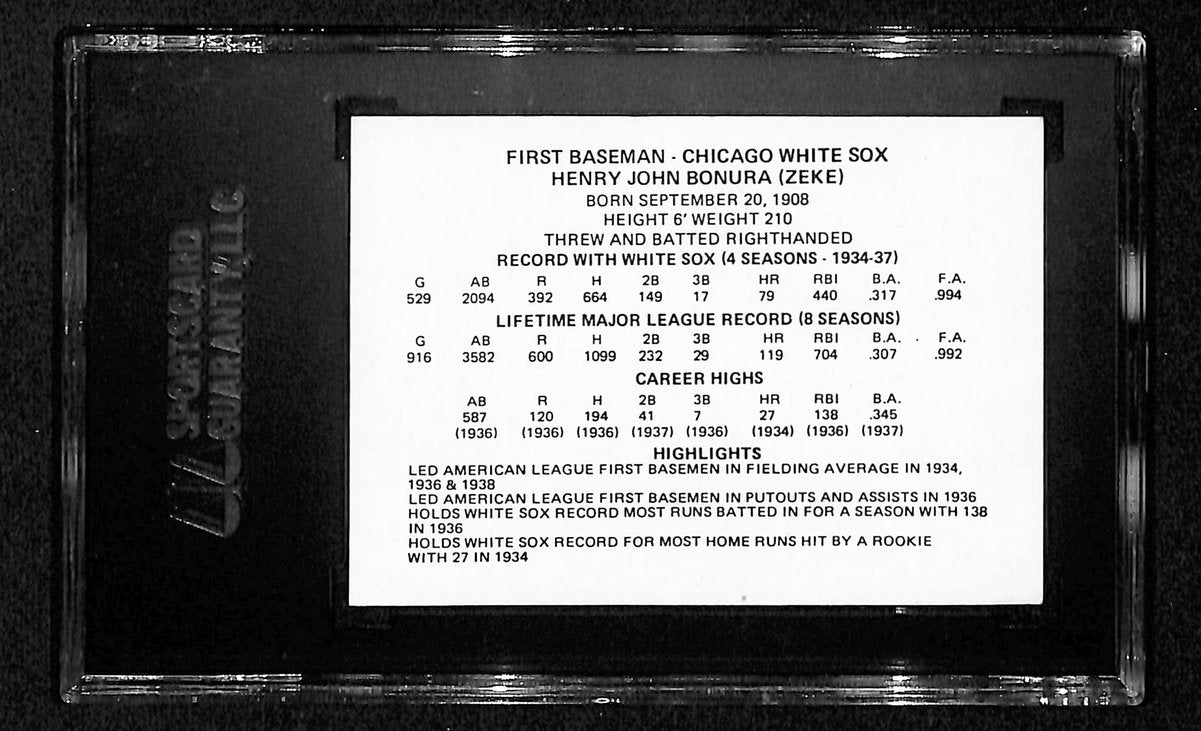 FIRST BASEMAN - CHICAGO WHITE SOX
HENRY JOHN BONURA (ZEKE)
BORN SEPTEMBER 20, 1908
HEIGHT 6' WEIGHT 210
THREW AND BATTED RIGHTHANDED
RECORD WITH WHITE SOX (4 SEASONS - 1934-37)
G AB R H 2B 3B HR RBI B.A. F.A.
529 2094 392 664 149 17 79 440 .317 .994
LIFETIME MAJOR LEAGUE RECORD (8 SEASONS)
G AB R H 2B 3B HR RBI B.A. F.A.
916 3582 600 1099 232 29 119 704 .307 .992
CAREER HIGHS
AB R H 2B 3B HR RBI B.A.
587 120 194 41 7 27 138 .345
(1936) (1936) (1936) (1937) (1936) (1934) (1936) (1937)
HIGHLIGHTS
LED AMERICAN LEAGUE FIRST BASEMEN IN FIELDING AVERAGE IN 1934,
1936 & 1938
LED AMERICAN LEAGUE FIRST BASEMEN IN PUTOUTS AND ASSISTS IN 1936
HOLDS WHITE SOX RECORD MOST RUNS BATTED IN FOR A SEASON WITH 138
IN 1936
HOLDS WHITE SOX RECORD FOR MOST HOME RUNS HIT BY A ROOKIE
WITH 27 IN 1934
SPORTSCARD
GUARANTY LLC